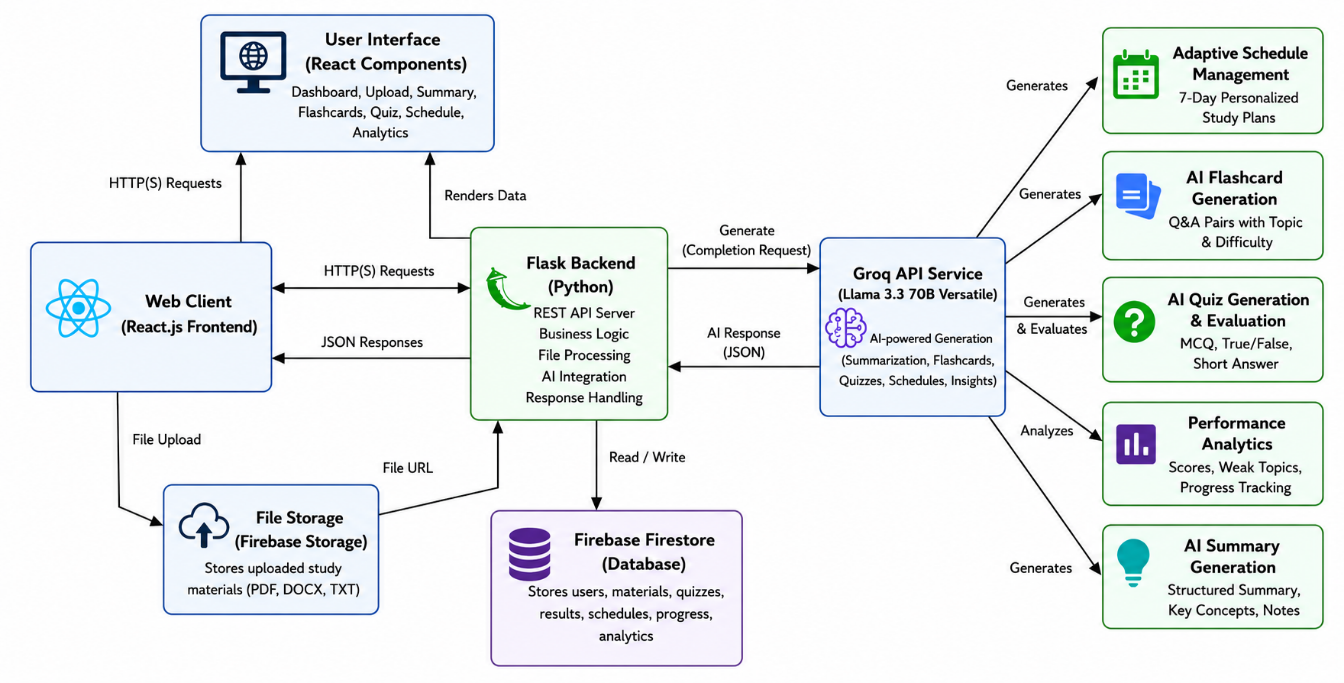 User Interface
(React Components)
Dashboard, Upload, Summary,
Flashcards, Quiz, Schedule,
Analytics
HTTP(S) Requests
Renders Data
Web Client
(React.js Frontend)
HTTP(S) Requests
JSON Responses
Flask Backend
(Python)
REST API Server
Business Logic
File Processing
AI Integration
Response Handling
Generate
(Completion Request)
AI Response
(JSON)
Groq API Service
(Llama 3.3 70B Versatile)
AI-powered Generation
(Summarization, Flashcards,
Quizzes, Schedules, Insights)
File Upload
File URL
Read / Write
File Storage
(Firebase Storage)
Stores uploaded study
materials (PDF, DOCX, TXT)
Firebase Firestore
(Database)
Stores users, materials, quizzes,
results, schedules, progress,
analytics
Generates
Adaptive Schedule
Management
7-Day Personalized
Study Plans
Generates
AI Flashcard
Generation
Q&A Pairs with Topic
& Difficulty
Generates
& Evaluates
AI Quiz Generation
& Evaluation
MCQ, True/False,
Short Answer
Analyzes
Performance
Analytics
Scores, Weak Topics,
Progress Tracking
Generates
AI Summary
Generation
Structured Summary,
Key Concepts, Notes